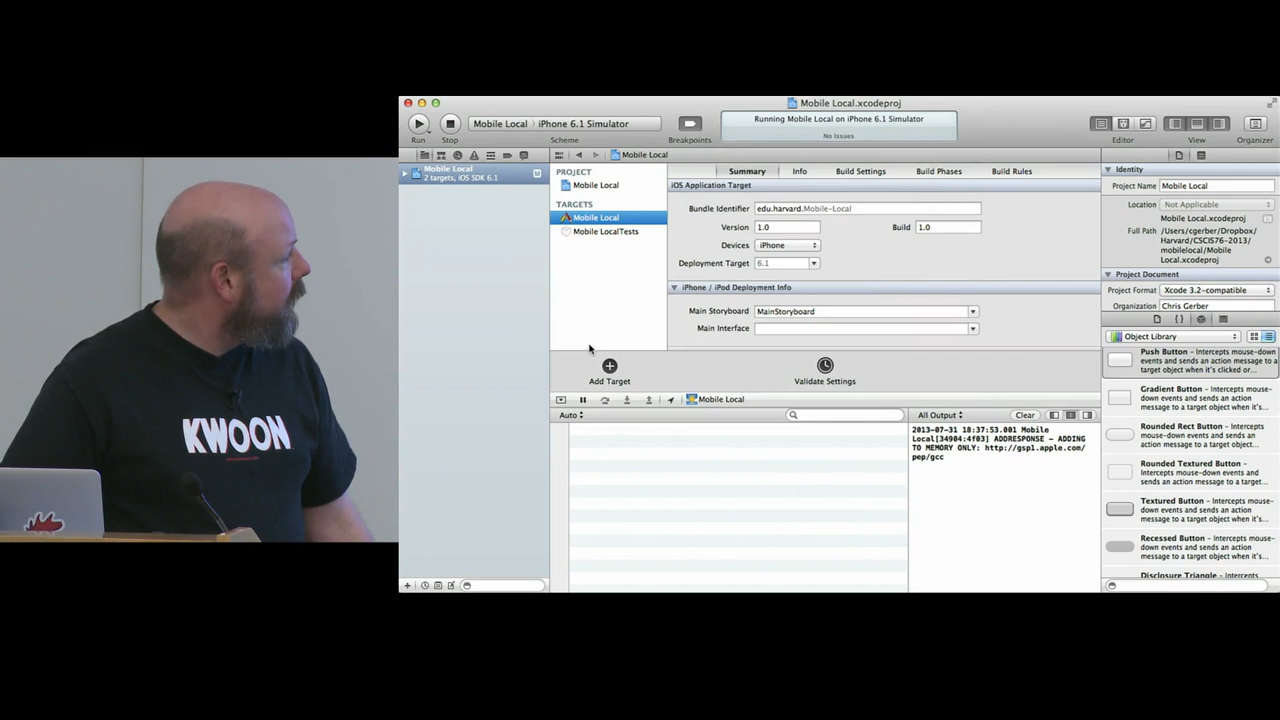 KWOON
Mobile Local.xcodeproj
Run
Stop
Mobile Local
iPhone 6.1 Simulator
Scheme
Breakpoints
Running Mobile Local on iPhone 6.1 Simulator
No Issues
Editor
View
Organizer
Mobile Local
2 targets, iOS SDK 6.1
M
Mobile Local
PROJECT
Mobile Local
TARGETS
Mobile Local
Mobile LocalTests
Add Target
Summary
Info
Build Settings
Build Phases
Build Rules
iOS Application Target
Bundle Identifier edu.harvard.Mobile-Local
Version 1.0 Build 1.0
Devices iPhone
Deployment Target 6.1
iPhone / iPod Deployment Info
Main Storyboard MainStoryboard
Main Interface
Validate Settings
Mobile Local
Auto
All Output
Clear
2013-07-31 18:37:53.001 Mobile
Local[34904:4f03] ADDRESPONSE - ADDING
TO MEMORY ONLY: http://gsp1.apple.com/
pep/gcc
Identity
Project Name Mobile Local
Location Not Applicable
Mobile Local.xcodeproj
Full Path /Users/cgerber/Dropbox/
Harvard/CSCIS76-2013/
mobilelocal/Mobile
Local.xcodeproj
Project Document
Project Format Xcode 3.2-compatible
Organization Chris Gerber
Object Library
Push Button - Intercepts mouse-down
events and sends an action message to a
target object when it's clicked or...
Gradient Button - Intercepts mouse-
down events and sends an action
message to a target object when it's...
Rounded Rect Button - Intercepts
mouse-down events and sends an
action message to a target object...
Rounded Textured Button -
Intercepts mouse-down events and
sends an action message to a target...
Textured Button - Intercepts mouse-
down events and sends an action
message to a target object when it's...
Recessed Button - Intercepts mouse-
down events and sends an action
message to a target object when it's...
Disclosure Triangle - Intercepts